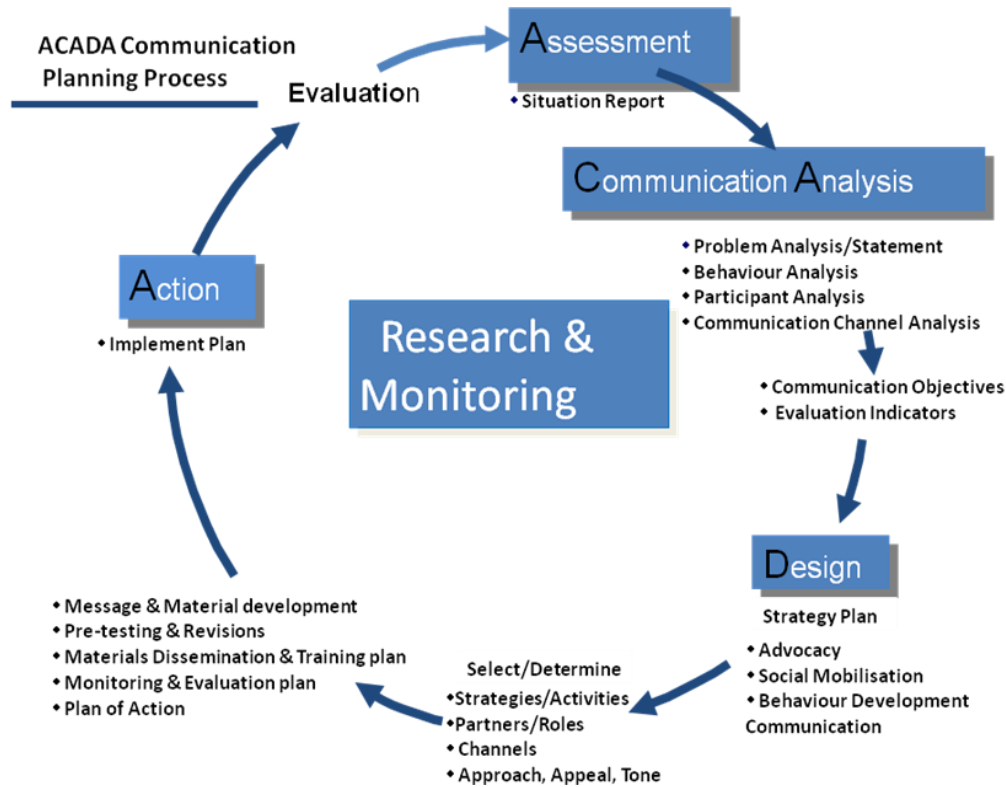 ACADA Communication
Planning Process
Evaluation
Assessment
◆ Situation Report
Communication Analysis
◆ Problem Analysis/Statement
◆ Behaviour Analysis
◆ Participant Analysis
◆ Communication Channel Analysis
◆ Communication Objectives
◆ Evaluation Indicators
Design
Strategy Plan
◆ Advocacy
◆ Social Mobilisation
◆ Behaviour Development
Communication
Select/Determine
◆ Strategies/Activities
◆ Partners/Roles
◆ Channels
◆ Approach, Appeal, Tone
◆ Message & Material development
◆ Pre-testing & Revisions
◆ Materials Dissemination & Training plan
◆ Monitoring & Evaluation plan
◆ Plan of Action
Action
◆ Implement Plan
Research &
Monitoring